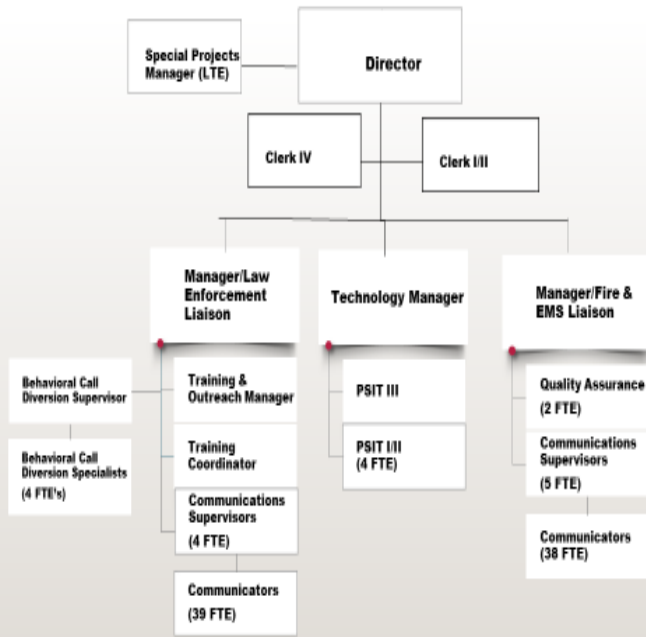 Special Projects
Manager (LTE)
Director
Clerk IV
Clerk I/II
Manager/Law
Enforcement
Liaison
Technology Manager
Manager/Fire &
EMS Liaison
Behavioral Call
Diversion Supervisor
Behavioral Call
Diversion Specialists
(4 FTE's)
Training &
Outreach Manager
Training
Coordinator
Communications
Supervisors
(4 FTE)
Communicators
(39 FTE)
PSIT III
PSIT I/II
(4 FTE)
Quality Assurance
(2 FTE)
Communications
Supervisors
(5 FTE)
Communicators
(38 FTE)